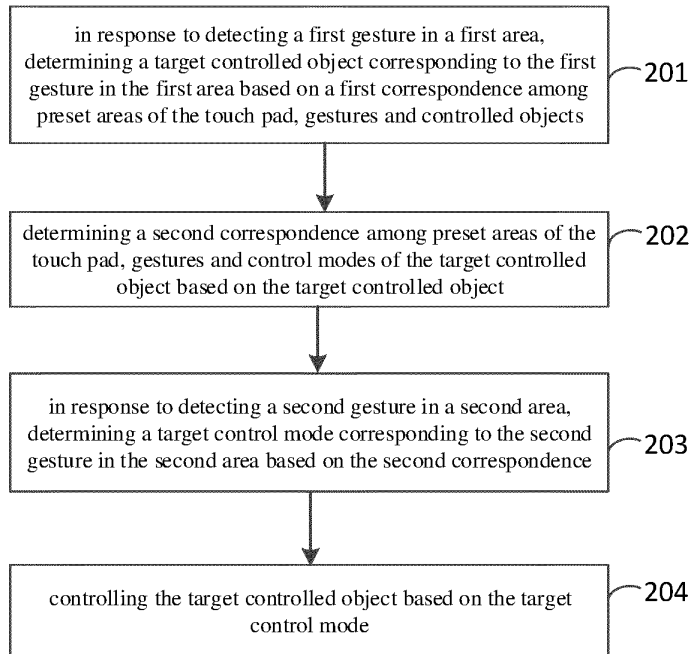 in response to detecting a first gesture in a first area,
determining a target controlled object corresponding to the first
gesture in the first area based on a first correspondence among
preset areas of the touch pad, gestures and controlled objects
201
determining a second correspondence among preset areas of the
touch pad, gestures and control modes of the target controlled
object based on the target controlled object
202
in response to detecting a second gesture in a second area,
determining a target control mode corresponding to the second
gesture in the second area based on the second correspondence
203
controlling the target controlled object based on the target
control mode
204